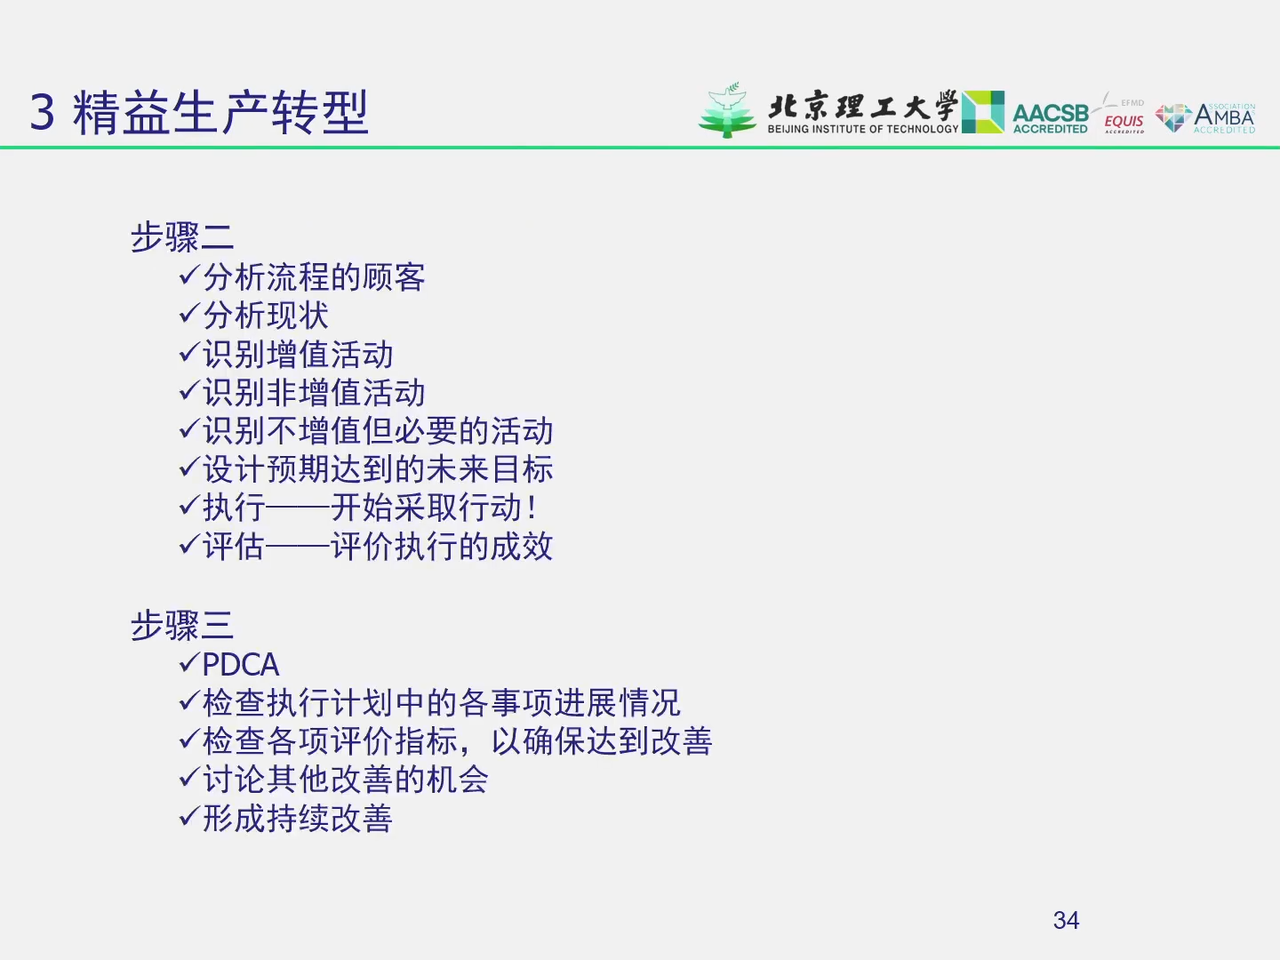 3 精益生产转型
北京理工大學
BEIJING INSTITUTE OF TECHNOLOGY
AACSB
ACCREDITED
EFMD
EQUIS
ACCREDITED
ASSOCIATION
AMBA
ACCREDITED
步骤二
✓分析流程的顾客
✓分析现状
✓识别增值活动
✓识别非增值活动
✓识别不增值但必要的活动
✓设计预期达到的未来目标
✓执行——开始采取行动！
✓评估——评价执行的成效
步骤三
✓PDCA
✓检查执行计划中的各事项进展情况
✓检查各项评价指标，以确保达到改善
✓讨论其他改善的机会
✓形成持续改善
34